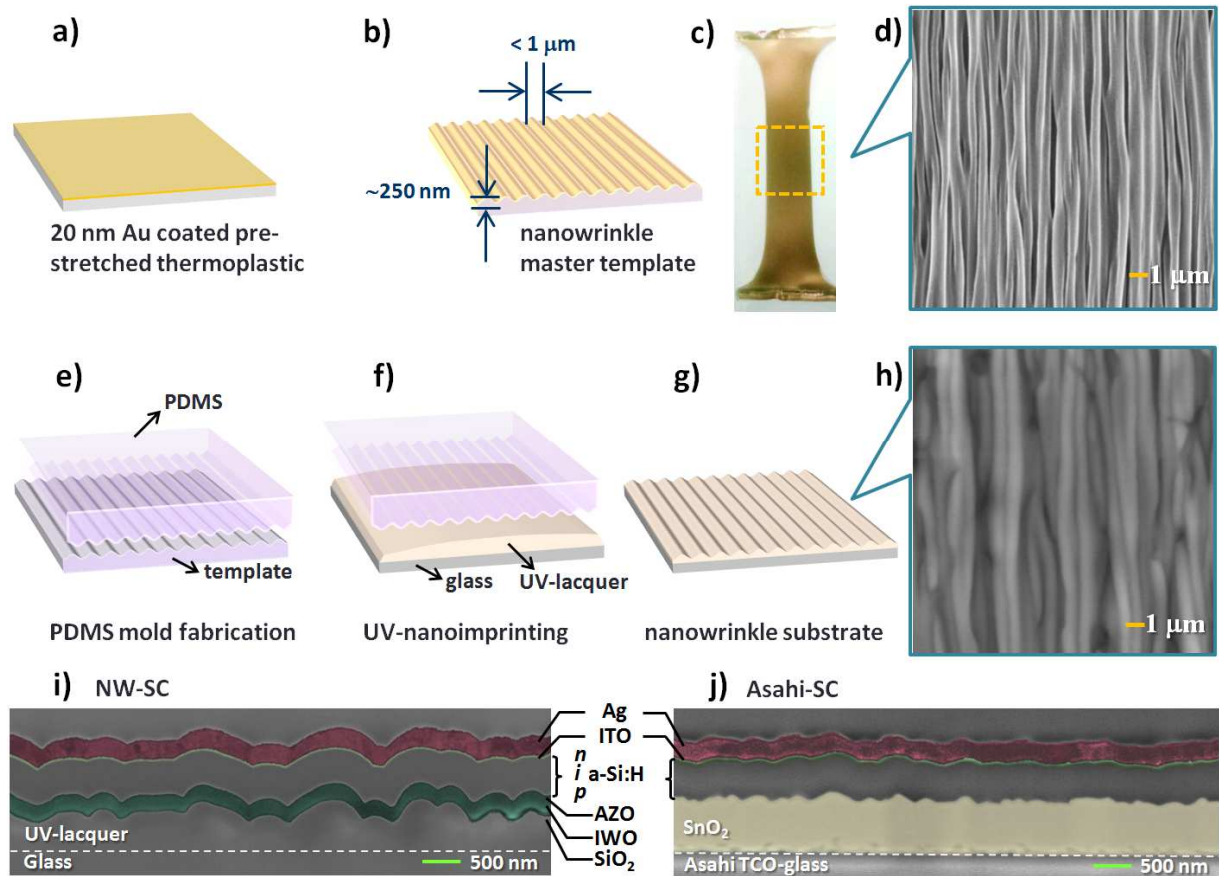 a)
b)
c)
d)
< 1 μm
~250 nm
20 nm Au coated pre-
stretched thermoplastic
nanowrinkle
master template
1 μm
e)
f)
g)
h)
PDMS
template
glass
UV-lacquer
PDMS mold fabrication
UV-nanoimprinting
nanowrinkle substrate
1 μm
i) NW-SC
j) Asahi-SC
Ag
ITO
n
i a-Si:H
p
AZO
IWO
SiO₂
UV-lacquer
Glass
500 nm
SnO₂
Asahi TCO-glass
500 nm